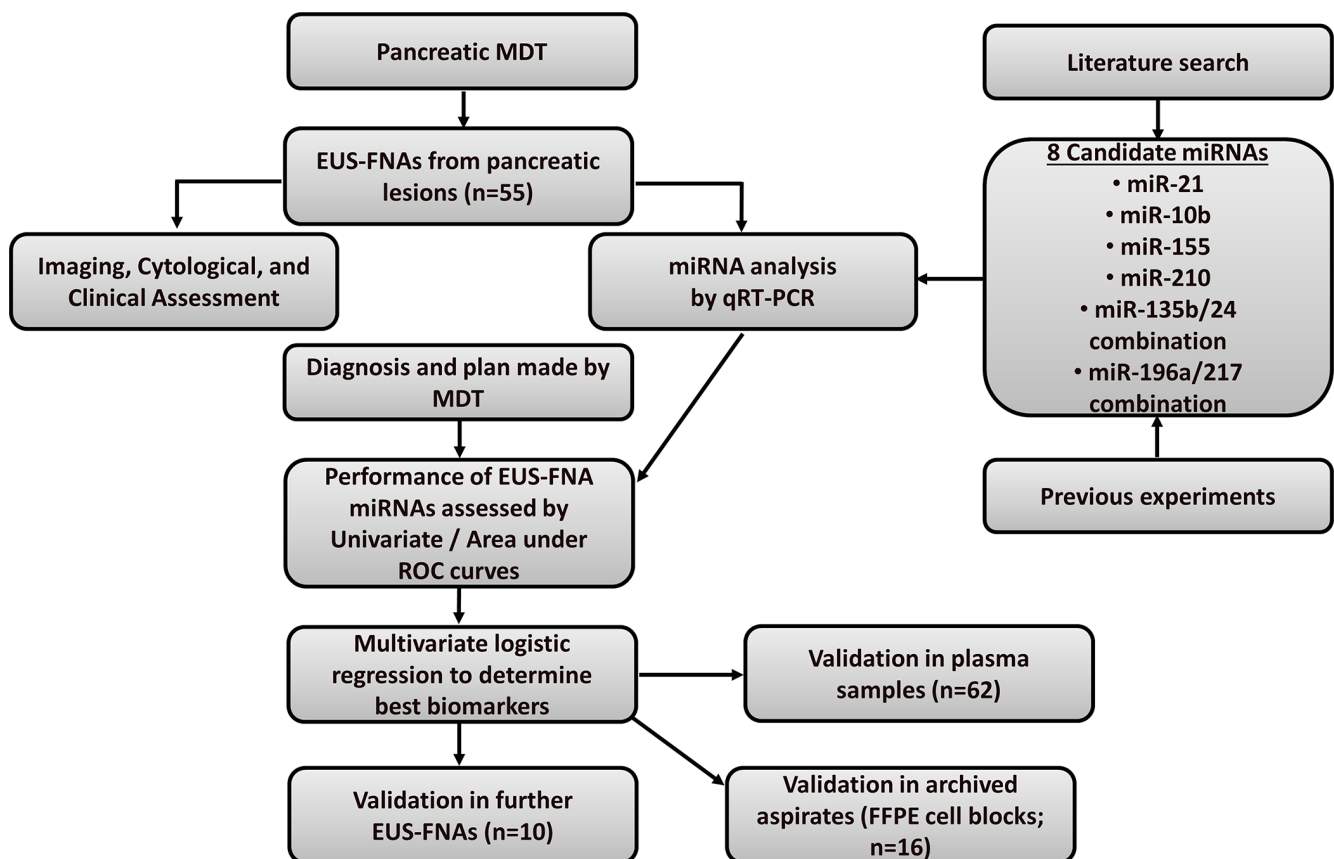 Pancreatic MDT
EUS-FNAs from pancreatic
lesions (n=55)
Imaging, Cytological, and
Clinical Assessment
miRNA analysis
by qRT-PCR
Literature search
8 Candidate miRNAs
• miR-21
• miR-10b
• miR-155
• miR-210
• miR-135b/24
combination
• miR-196a/217
combination
Previous experiments
Diagnosis and plan made by
MDT
Performance of EUS-FNA
miRNAs assessed by
Univariate / Area under
ROC curves
Multivariate logistic
regression to determine
best biomarkers
Validation in plasma
samples (n=62)
Validation in further
EUS-FNAs (n=10)
Validation in archived
aspirates (FFPE cell blocks;
n=16)